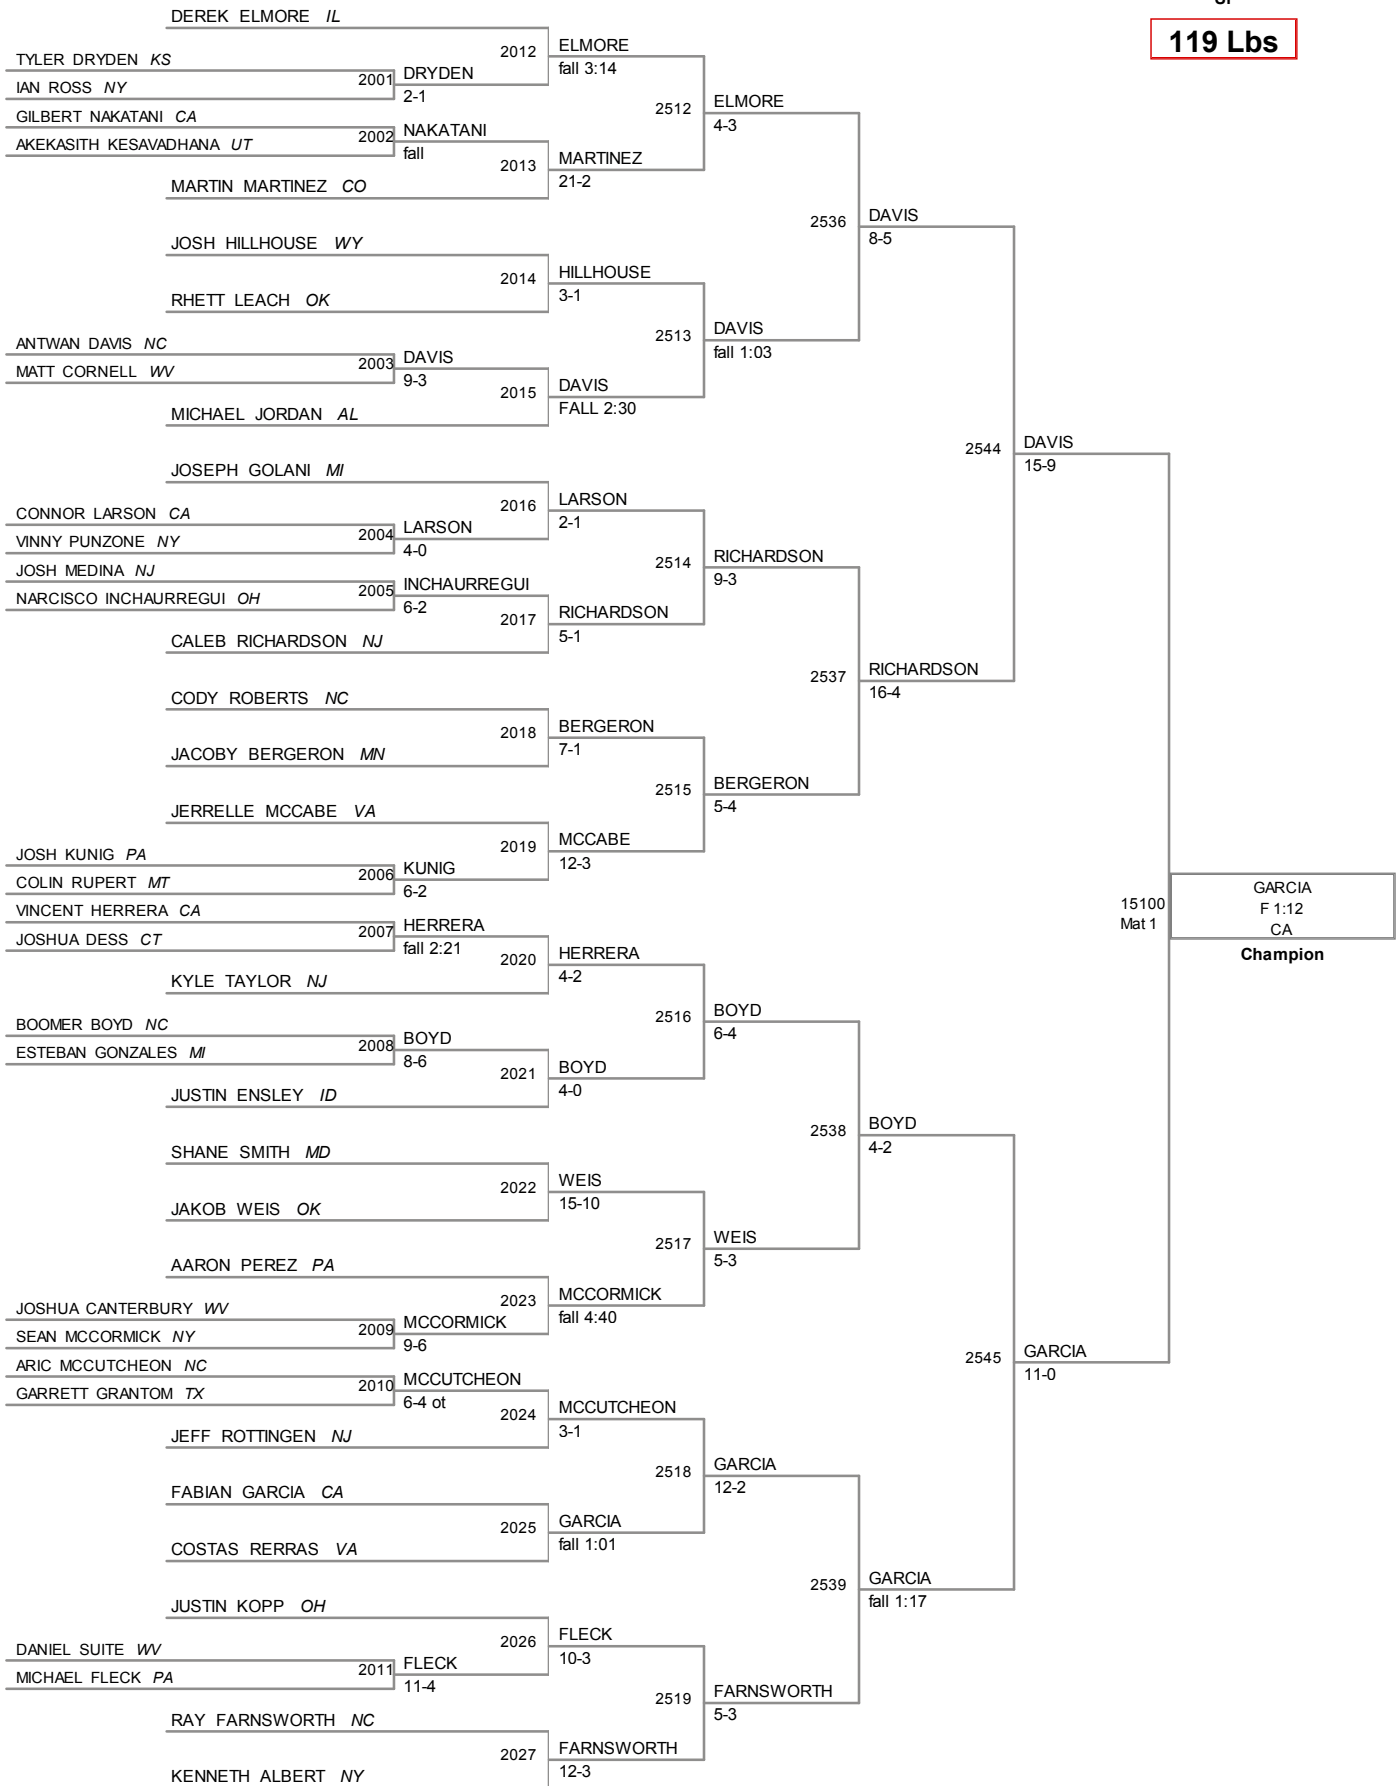 119 Lbs
DEREK ELMORE IL
2012 ELMORE
fall 3:14
TYLER DRYDEN KS
2001 DRYDEN
IAN ROSS NY
2-1
2512 ELMORE
4-3
GILBERT NAKATANI CA
2002 NAKATANI
AKEKASITH KESAVADHANA UT
fall
2013 MARTINEZ
21-2
MARTIN MARTINEZ CO
2536 DAVIS
8-5
JOSH HILLHOUSE WY
2014 HILLHOUSE
3-1
RHETT LEACH OK
2513 DAVIS
fall 1:03
ANTWAN DAVIS NC
2003 DAVIS
MATT CORNELL WV
9-3
2015 DAVIS
FALL 2:30
MICHAEL JORDAN AL
2544 DAVIS
15-9
JOSEPH GOLANI MI
2016 LARSON
2-1
CONNOR LARSON CA
2004 LARSON
VINNY PUNZONE NY
4-0
2514 RICHARDSON
9-3
JOSH MEDINA NJ
2005 INCHAURREGUI
NARCISCO INCHAURREGUI OH
6-2
2017 RICHARDSON
5-1
CALEB RICHARDSON NJ
2537 RICHARDSON
16-4
CODY ROBERTS NC
2018 BERGERON
7-1
JACOBY BERGERON MN
2515 BERGERON
5-4
JERRELLE MCCABE VA
2019 MCCABE
12-3
JOSH KUNIG PA
2006 KUNIG
COLIN RUPERT MT
6-2
15100
Mat 1
GARCIA
F 1:12
CA
Champion
VINCENT HERRERA CA
2007 HERRERA
JOSHUA DESS CT
fall 2:21
2020 HERRERA
4-2
KYLE TAYLOR NJ
2516 BOYD
6-4
BOOMER BOYD NC
2008 BOYD
ESTEBAN GONZALES MI
8-6
2021 BOYD
4-0
JUSTIN ENSLEY ID
2538 BOYD
4-2
SHANE SMITH MD
2022 WEIS
15-10
JAKOB WEIS OK
2517 WEIS
5-3
AARON PEREZ PA
2023 MCCORMICK
fall 4:40
JOSHUA CANTERBURY WV
2009 MCCORMICK
SEAN MCCORMICK NY
9-6
2545 GARCIA
11-0
ARIC MCCUTCHEON NC
2010 MCCUTCHEON
GARRETT GRANTOM TX
6-4 ot
2024 MCCUTCHEON
3-1
JEFF ROTTINGEN NJ
2518 GARCIA
12-2
FABIAN GARCIA CA
2025 GARCIA
fall 1:01
COSTAS RERRAS VA
2539 GARCIA
fall 1:17
JUSTIN KOPP OH
2026 FLECK
10-3
DANIEL SUITE WV
2011 FLECK
MICHAEL FLECK PA
11-4
2519 FARNSWORTH
5-3
RAY FARNSWORTH NC
2027 FARNSWORTH
12-3
KENNETH ALBERT NY